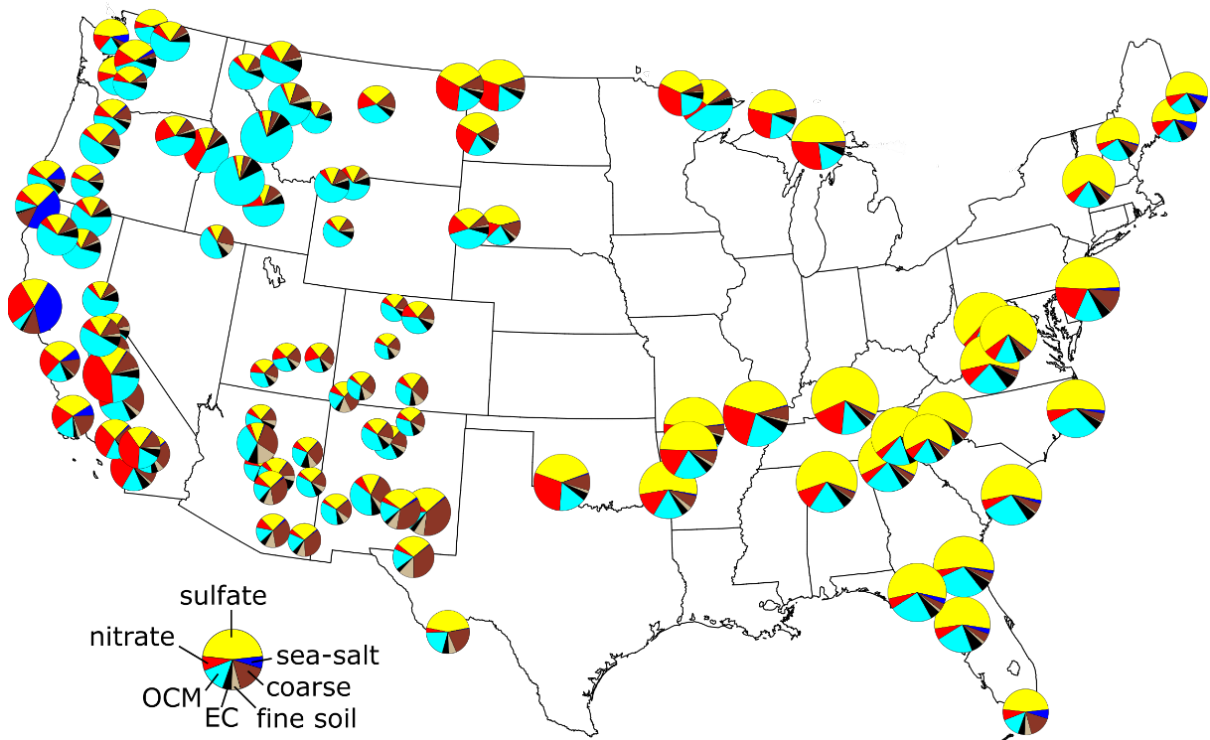 sulfate
nitrate
sea-salt
OCM
coarse
EC
fine soil